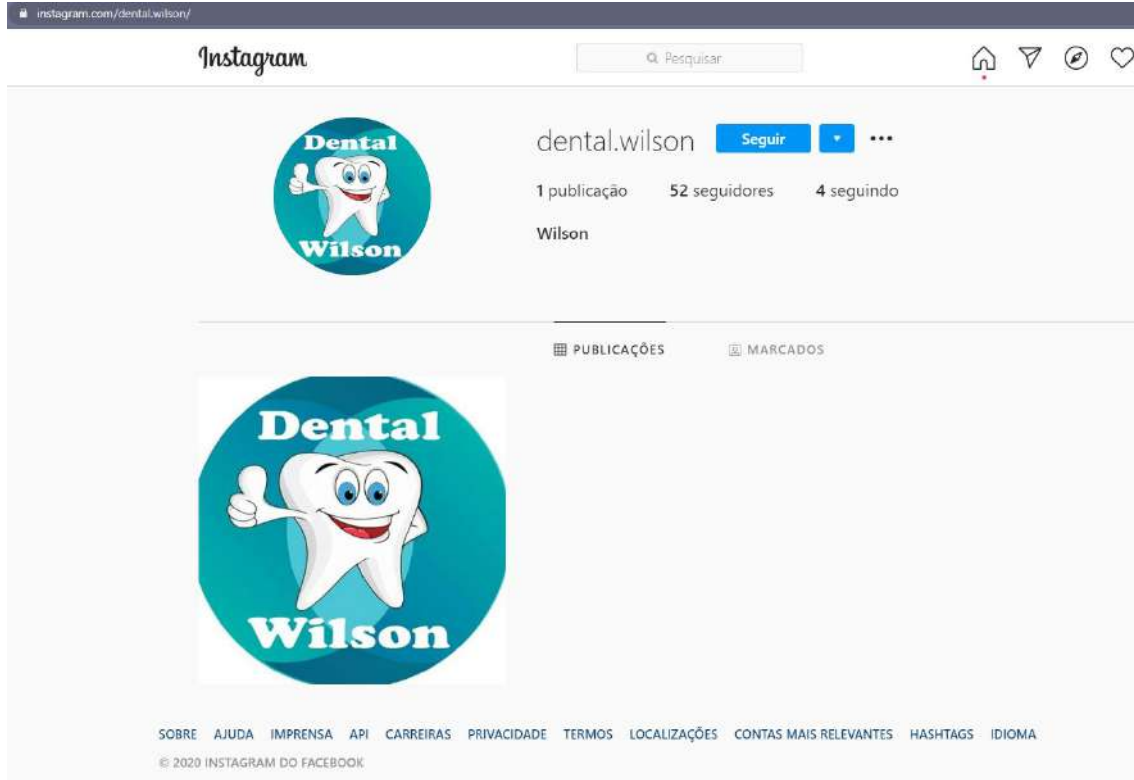 instagram.com/dental.wilson/
Instagram
Pesquisar
Dental
Wilson
dental.wilson Seguir
1 publicação 52 seguidores 4 seguindo
Wilson
PUBLICAÇÕES MARCADOS
Dental
Wilson
SOBRE AJUDA IMPRENSA API CARREIRAS PRIVACIDADE TERMOS LOCALIZAÇÕES CONTAS MAIS RELEVANTES HASHTAGS IDIOMA
© 2020 INSTAGRAM DO FACEBOOK